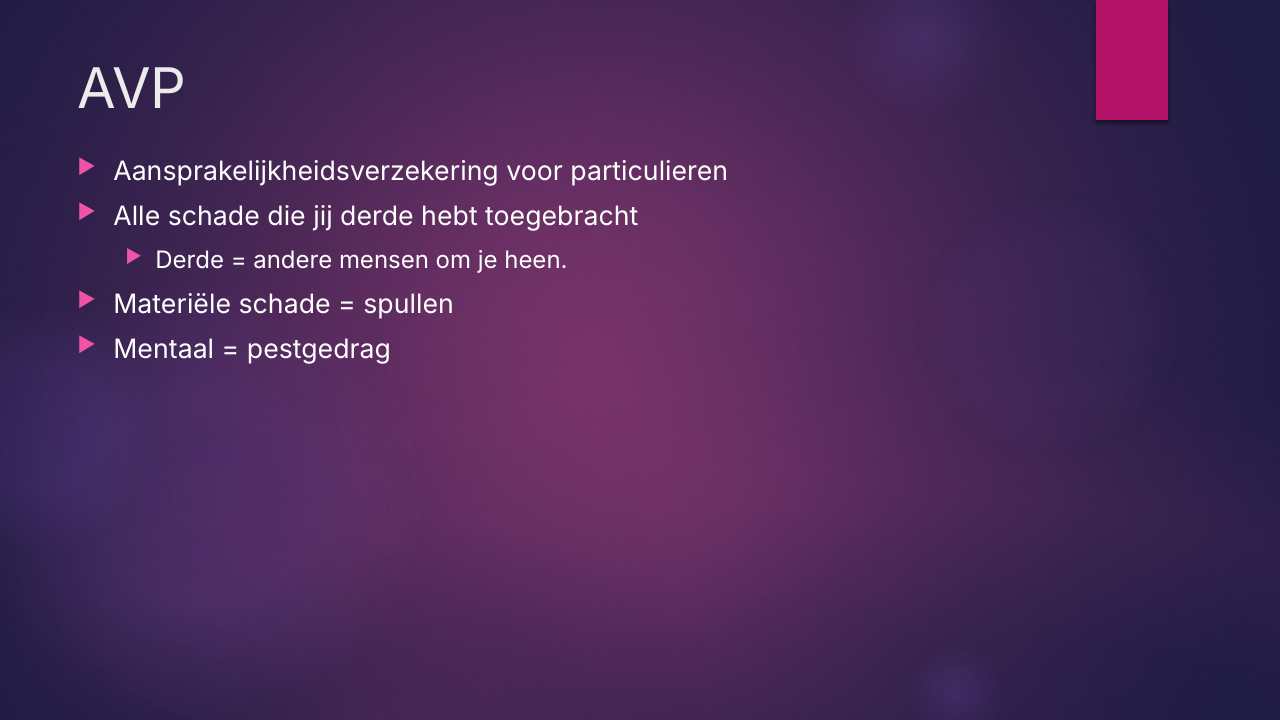 AVP
Aansprakelijkheidsverzekering voor particulieren
Alle schade die jij derde hebt toegebracht
Derde = andere mensen om je heen.
Materiële schade = spullen
Mentaal = pestgedrag